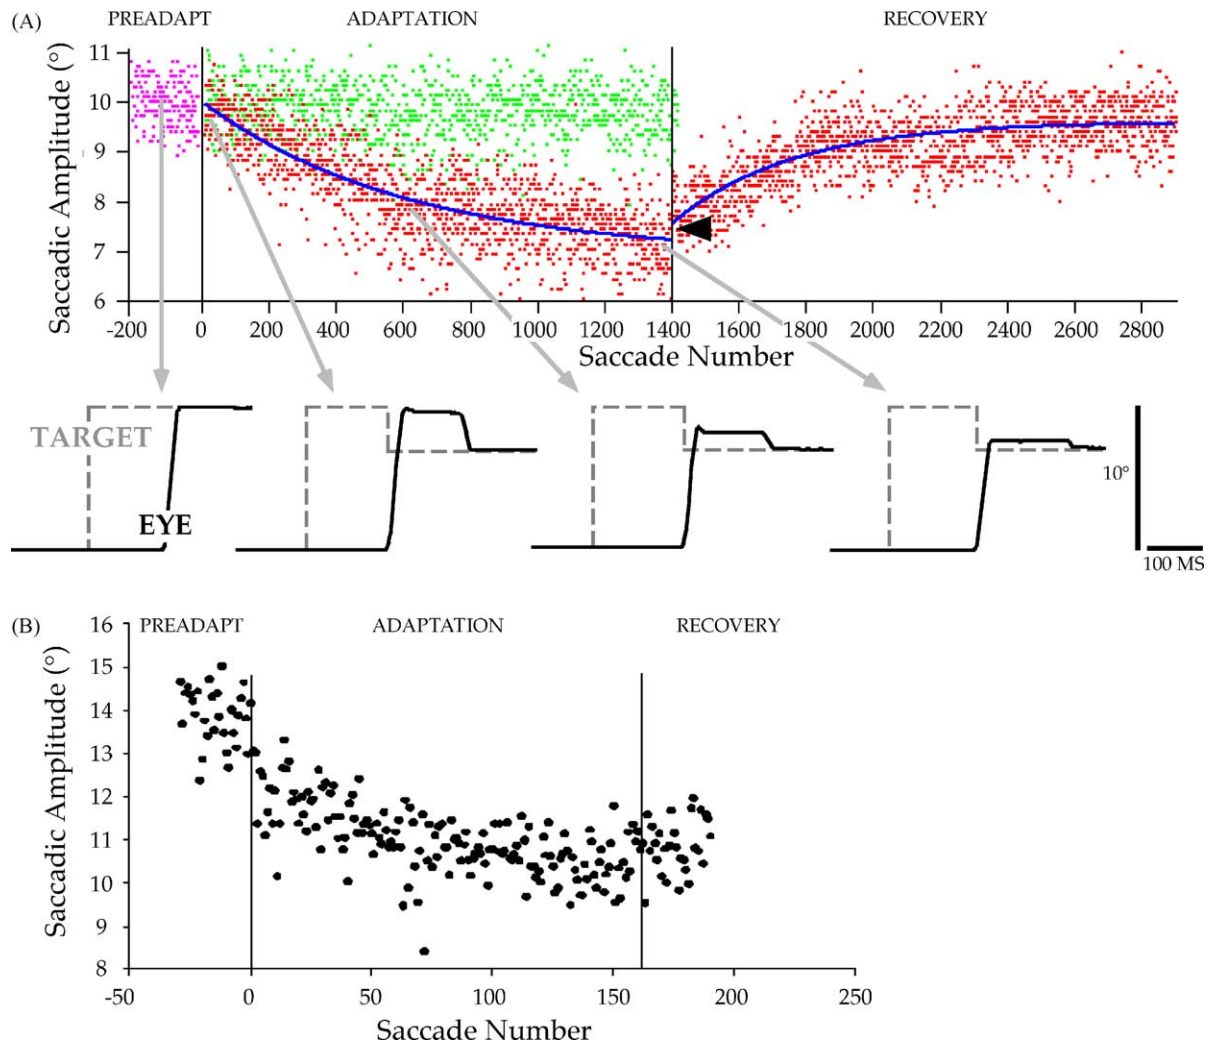 (A) PREADAPT ADAPTATION RECOVERY
Saccadic Amplitude (°)
11
10
9
8
7
6
-200 0 200 400 600 800 1000 1200 1400 1600 1800 2000 2200 2400 2600 2800
Saccade Number
TARGET
EYE
10°
100 MS
(B) PREADAPT ADAPTATION RECOVERY
Saccadic Amplitude (°)
16
15
14
13
12
11
10
9
8
-50 0 50 100 150 200 250
Saccade Number